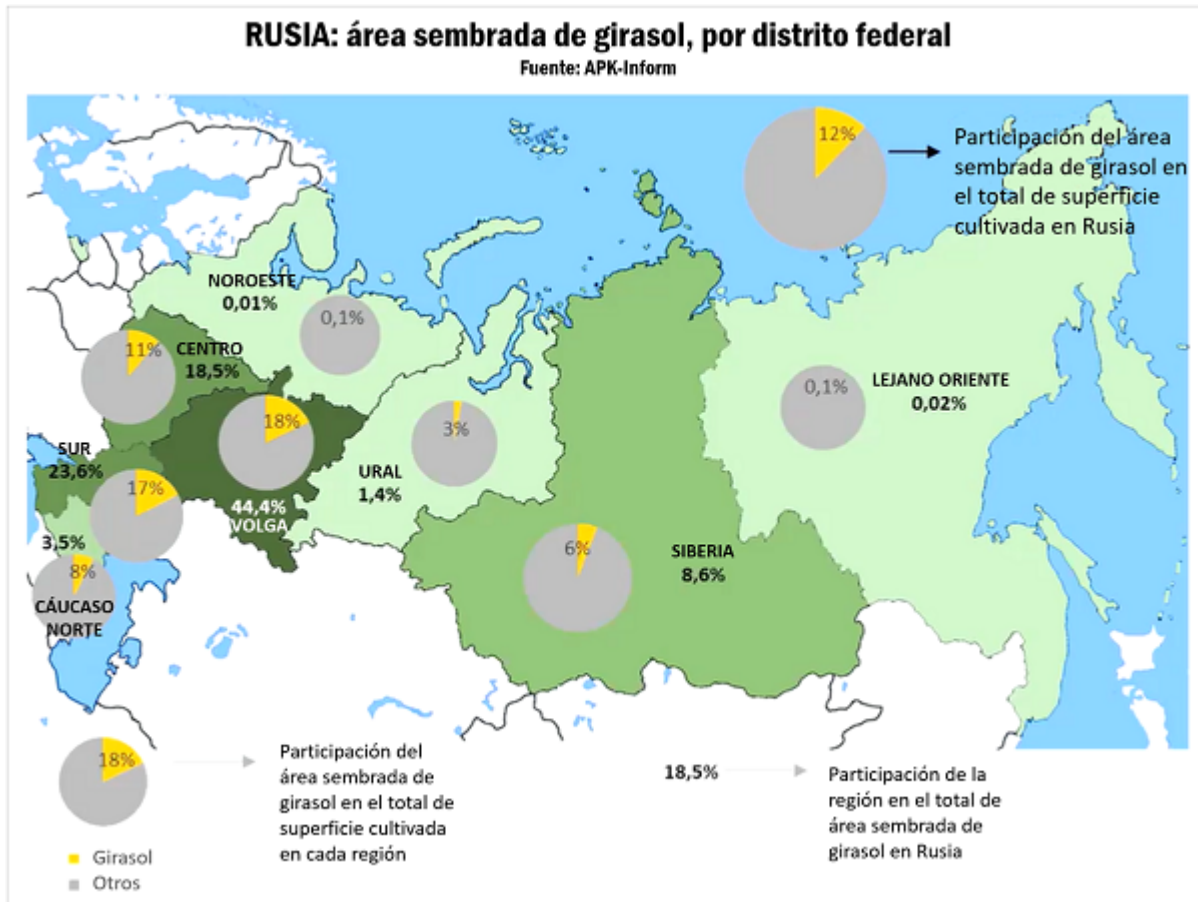 RUSIA: área sembrada de girasol, por distrito federal
Fuente: APK-Inform
12%
Participación del área
sembrada de girasol en
el total de superficie
cultivada en Rusia
NOROESTE
0,01%
0,1%
11%
CENTRO
18,5%
18%
44,4%
VOLGA
3%
URAL
1,4%
0,1%
LEJANO ORIENTE
0,02%
SUR
23,6%
17%
3,5%
8%
CÁUCASO
NORTE
6%
SIBERIA
8,6%
18%
Participación del
área sembrada de
girasol en el total de
superficie cultivada
en cada región
18,5%
Participación de la
región en el total de
área sembrada de
girasol en Rusia
Girasol
Otros